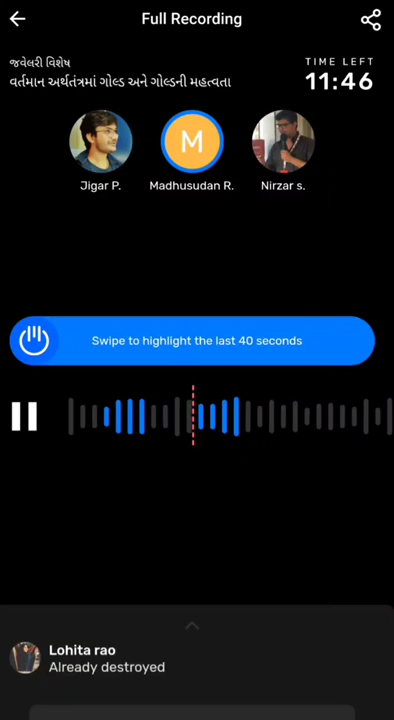 Full Recording
જવેલરી વિશેષ
વર્તમાન અર્થતંત્રમાં ગોલ્ડ અને ગોલ્ડની મહત્વતા
TIME LEFT
11:46
M
Jigar P.
Madhusudan R.
Nirzar s.
Swipe to highlight the last 40 seconds
Lohita rao
Already destroyed